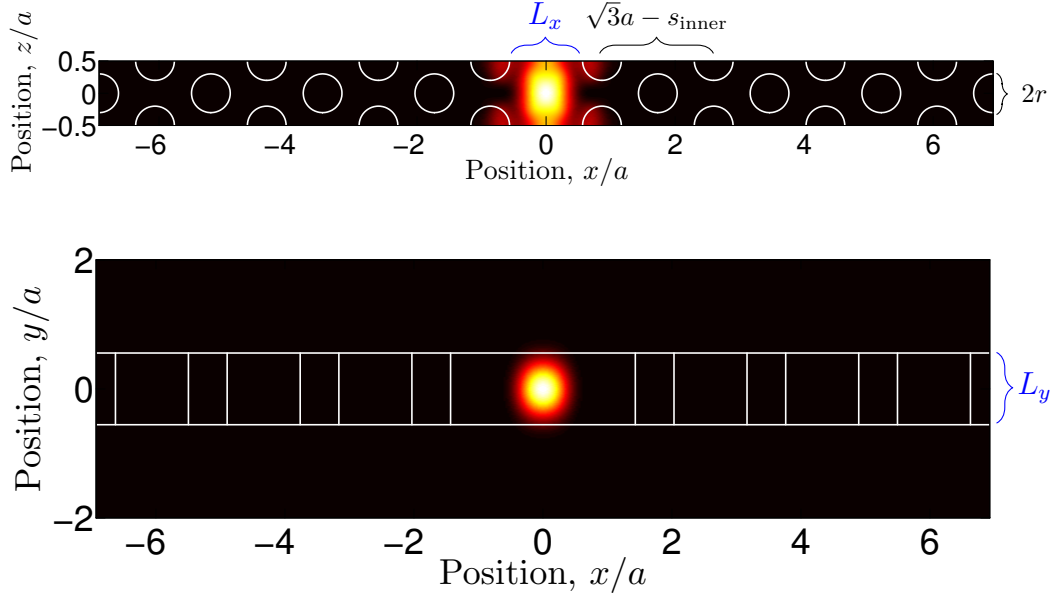 L_x √3a − s_inner
Position, z/a
0.5
0
−0.5
2r
−6 −4 −2 0 2 4 6
Position, x/a
Position, y/a
2
0
−2
L_y
−6 −4 −2 0 2 4 6
Position, x/a